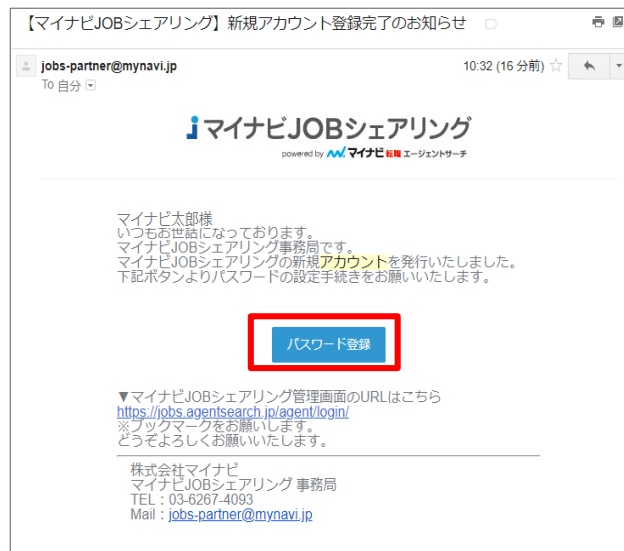 【マイナビJOBシェアリング】新規アカウント登録完了のお知らせ
jobs-partner@mynavi.jp 10:32 (16 分前)
To 自分
マイナビJOBシェアリング
powered by マイナビ転職 エージェントサーチ
マイナビ太郎様
いつもお世話になっております。
マイナビJOBシェアリング事務局です。
マイナビJOBシェアリングの新規アカウントを発行いたしました。
下記ボタンよりパスワードの設定手続きをお願いいたします。
パスワード登録
▼マイナビJOBシェアリング管理画面のURLはこちら
https://jobs.agentsearch.jp/agent/login/
※ブックマークをお願いします。
どうぞよろしくお願いいたします。
株式会社マイナビ
マイナビJOBシェアリング 事務局
TEL：03-6267-4093
Mail：jobs-partner@mynavi.jp